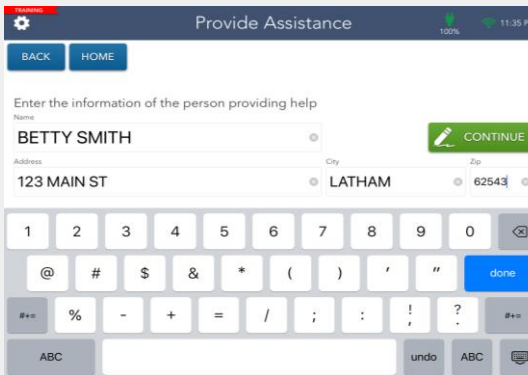 TRAINING
Provide Assistance
100%
11:35 P
BACK
HOME
Enter the information of the person providing help
Name
BETTY SMITH
CONTINUE
Address
City
Zip
123 MAIN ST
LATHAM
62543
1 2 3 4 5 6 7 8 9 0
@ # $ & * ( ) ' " done
#+= % - + = / ; : ! , ? . #+=
ABC undo ABC